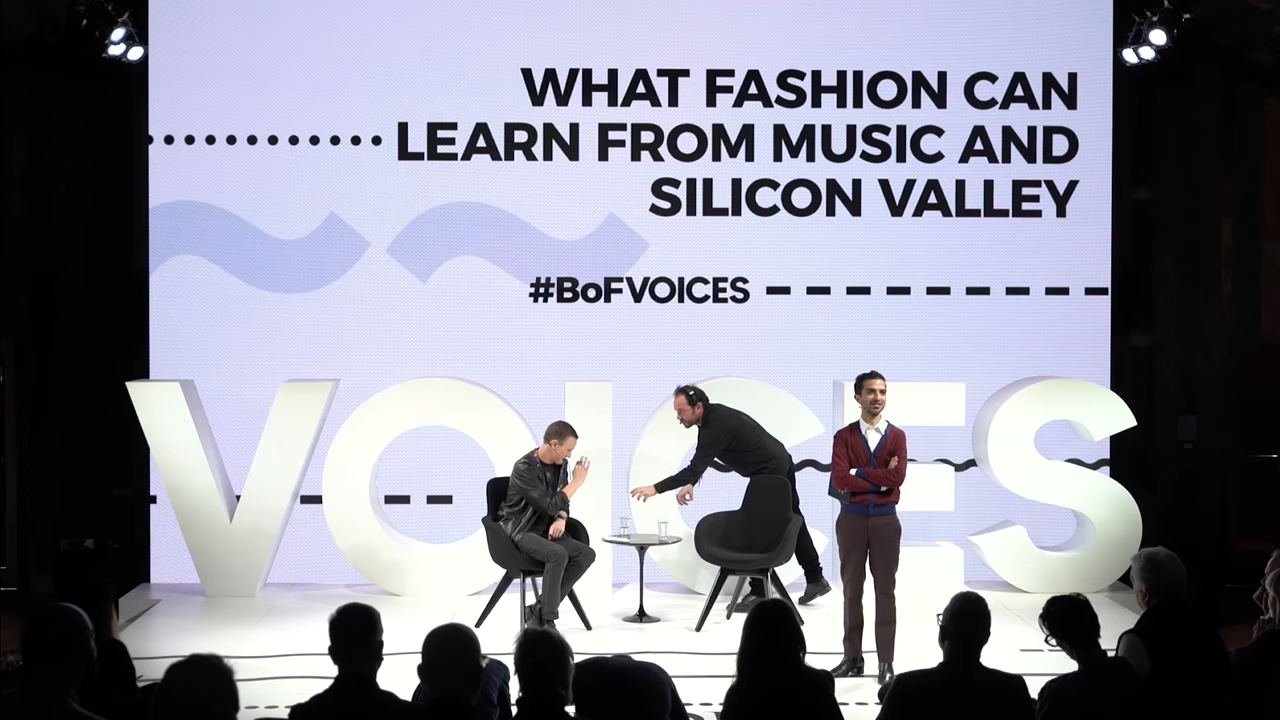 WHAT FASHION CAN
LEARN FROM MUSIC AND
SILICON VALLEY
#BoFVOICES
VOICES